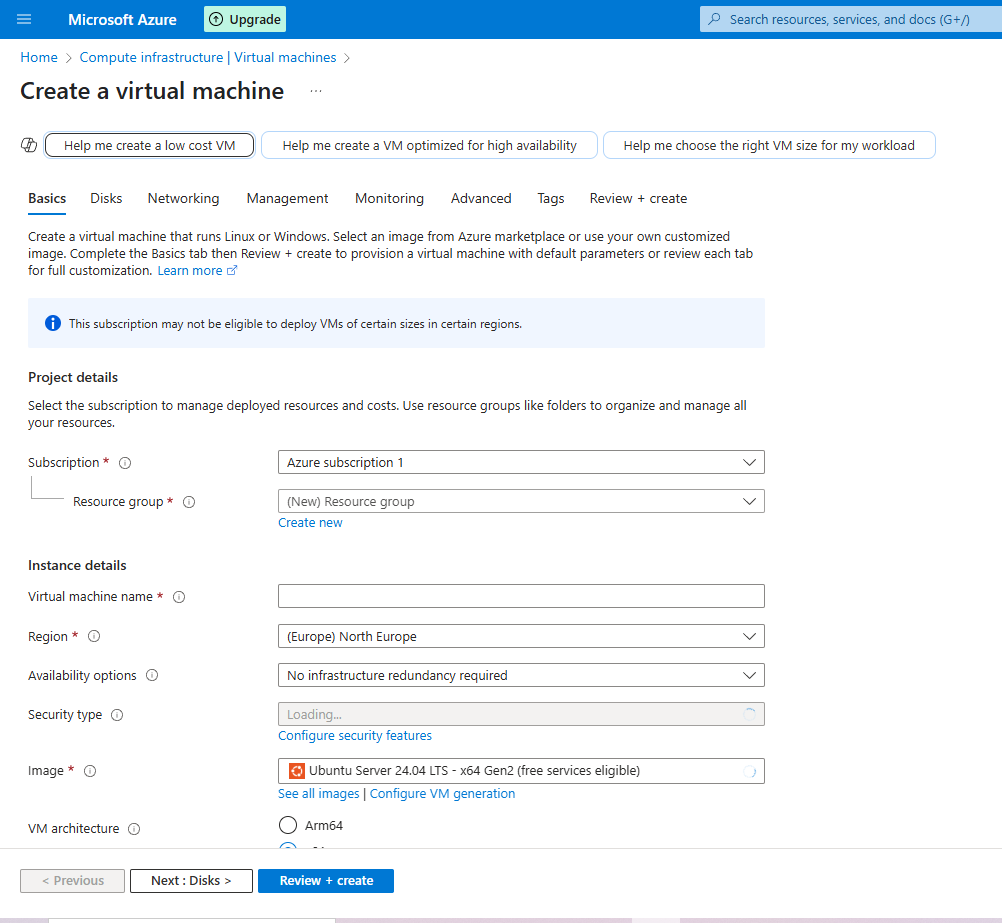 Microsoft Azure
Upgrade
Search resources, services, and docs (G+/)
Home > Compute infrastructure | Virtual machines >
Create a virtual machine ...
Help me create a low cost VM
Help me create a VM optimized for high availability
Help me choose the right VM size for my workload
Basics Disks Networking Management Monitoring Advanced Tags Review + create
Create a virtual machine that runs Linux or Windows. Select an image from Azure marketplace or use your own customized
image. Complete the Basics tab then Review + create to provision a virtual machine with default parameters or review each tab
for full customization. Learn more
This subscription may not be eligible to deploy VMs of certain sizes in certain regions.
Project details
Select the subscription to manage deployed resources and costs. Use resource groups like folders to organize and manage all
your resources.
Subscription *
Azure subscription 1
Resource group *
(New) Resource group
Create new
Instance details
Virtual machine name *
Region *
(Europe) North Europe
Availability options
No infrastructure redundancy required
Security type
Loading...
Configure security features
Image *
Ubuntu Server 24.04 LTS - x64 Gen2 (free services eligible)
See all images | Configure VM generation
VM architecture
Arm64
< Previous
Next : Disks >
Review + create